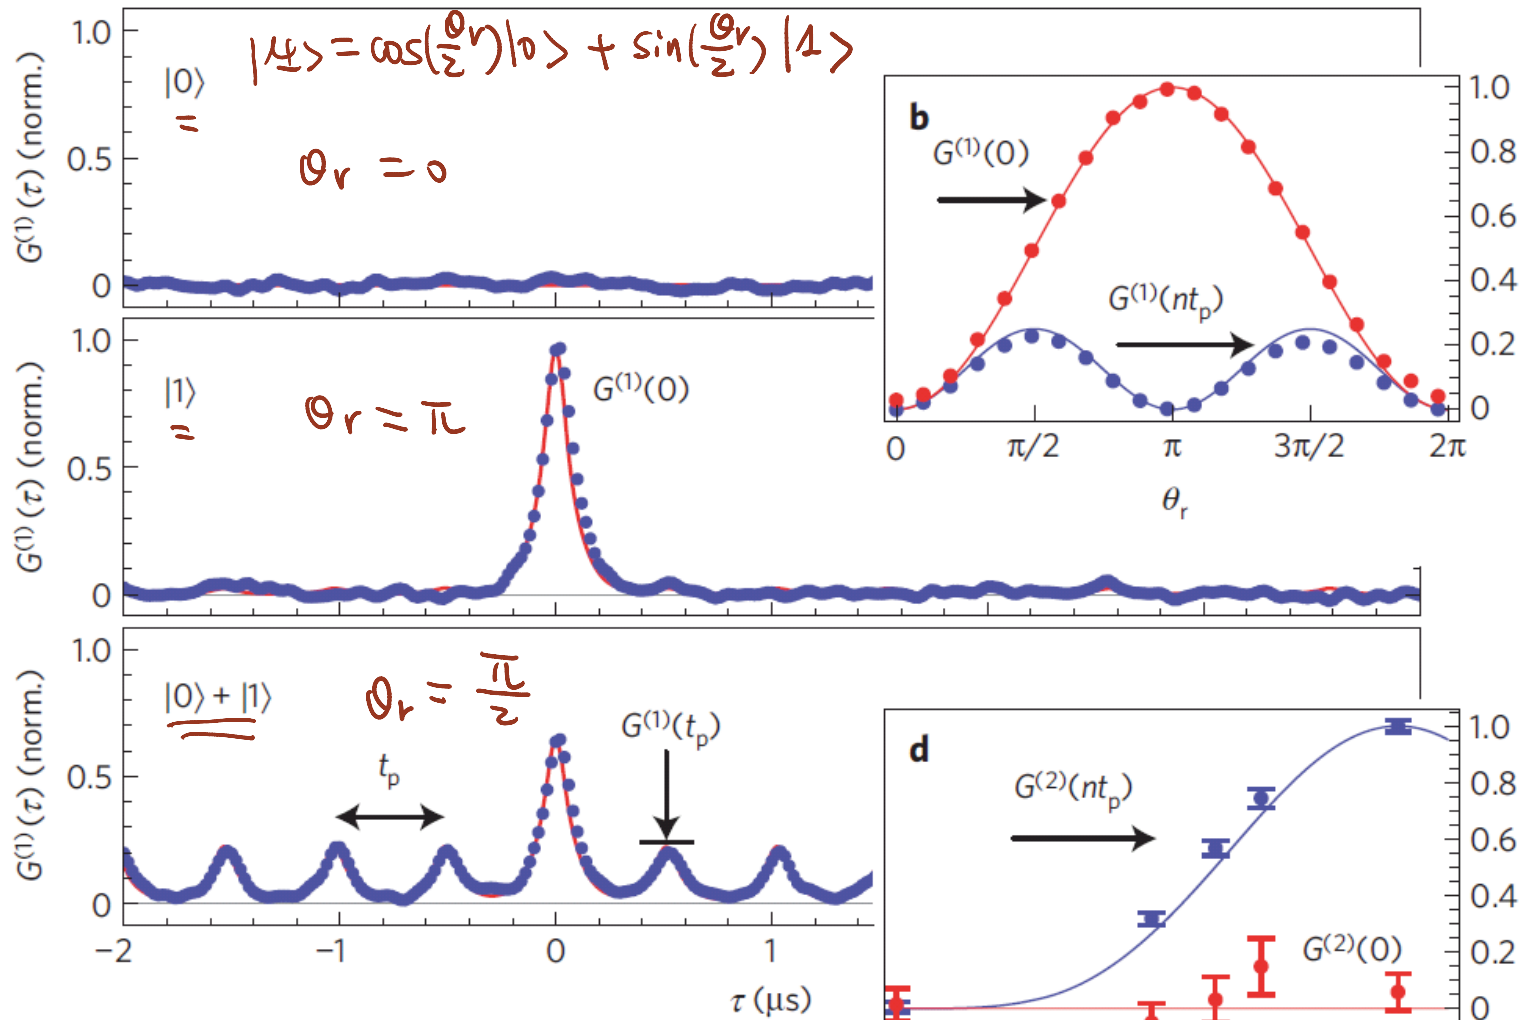 1.0
|ψ⟩ = cos(θr/2)|0⟩ + sin(θr/2)|1⟩
|0⟩
θr = 0
0.5
0
G(1) (τ) (norm.)
1.0
|1⟩
θr = π
G(1)(0)
0.5
0
G(1) (τ) (norm.)
1.0
|0⟩ + |1⟩
θr = π/2
G(1)(tp)
tp
0.5
0
G(1) (τ) (norm.)
−2 −1 0 1
τ (μs)
b
G(1)(0)
G(1)(ntp)
1.0
0.8
0.6
0.4
0.2
0
0 π/2 π 3π/2 2π
θr
d
G(2)(ntp)
G(2)(0)
1.0
0.8
0.6
0.4
0.2
0